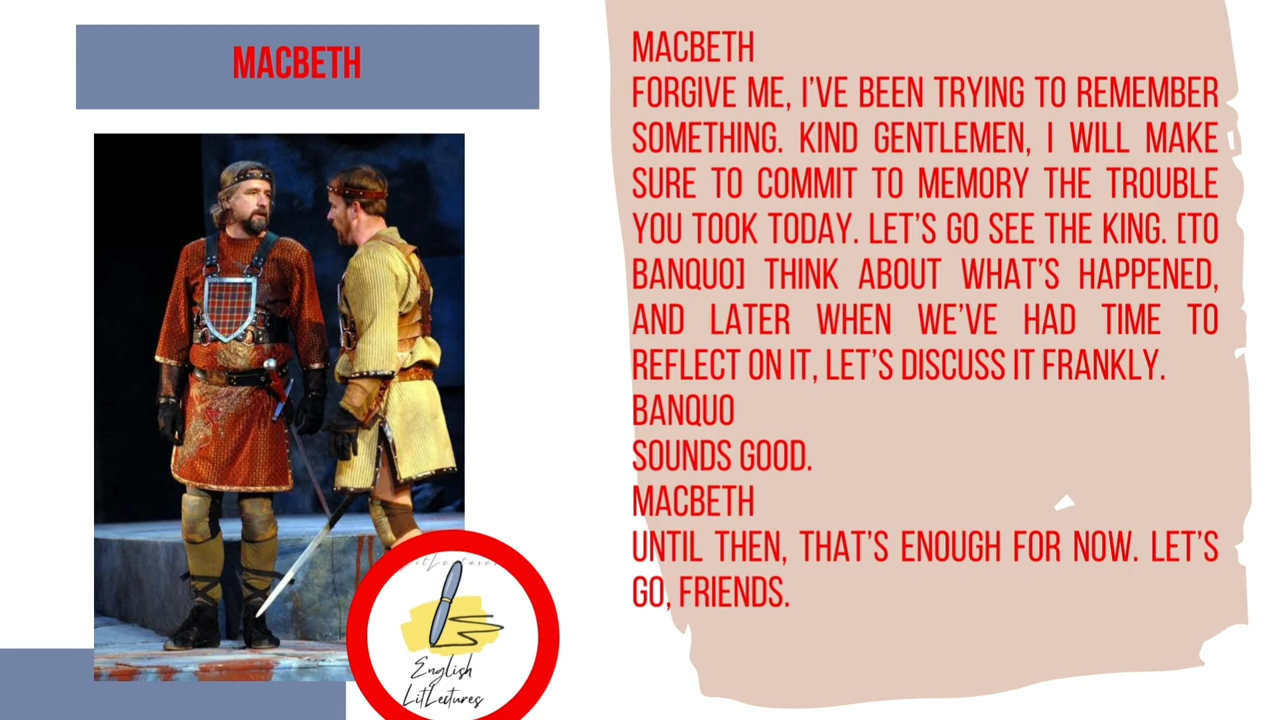 MACBETH
MACBETH
FORGIVE ME, I'VE BEEN TRYING TO REMEMBER
SOMETHING. KIND GENTLEMEN, I WILL MAKE
SURE TO COMMIT TO MEMORY THE TROUBLE
YOU TOOK TODAY. LET'S GO SEE THE KING. [TO
BANQUO] THINK ABOUT WHAT'S HAPPENED,
AND LATER WHEN WE'VE HAD TIME TO
REFLECT ON IT, LET'S DISCUSS IT FRANKLY.
BANQUO
SOUNDS GOOD.
MACBETH
UNTIL THEN, THAT'S ENOUGH FOR NOW. LET'S
GO, FRIENDS.
English
LitLectures